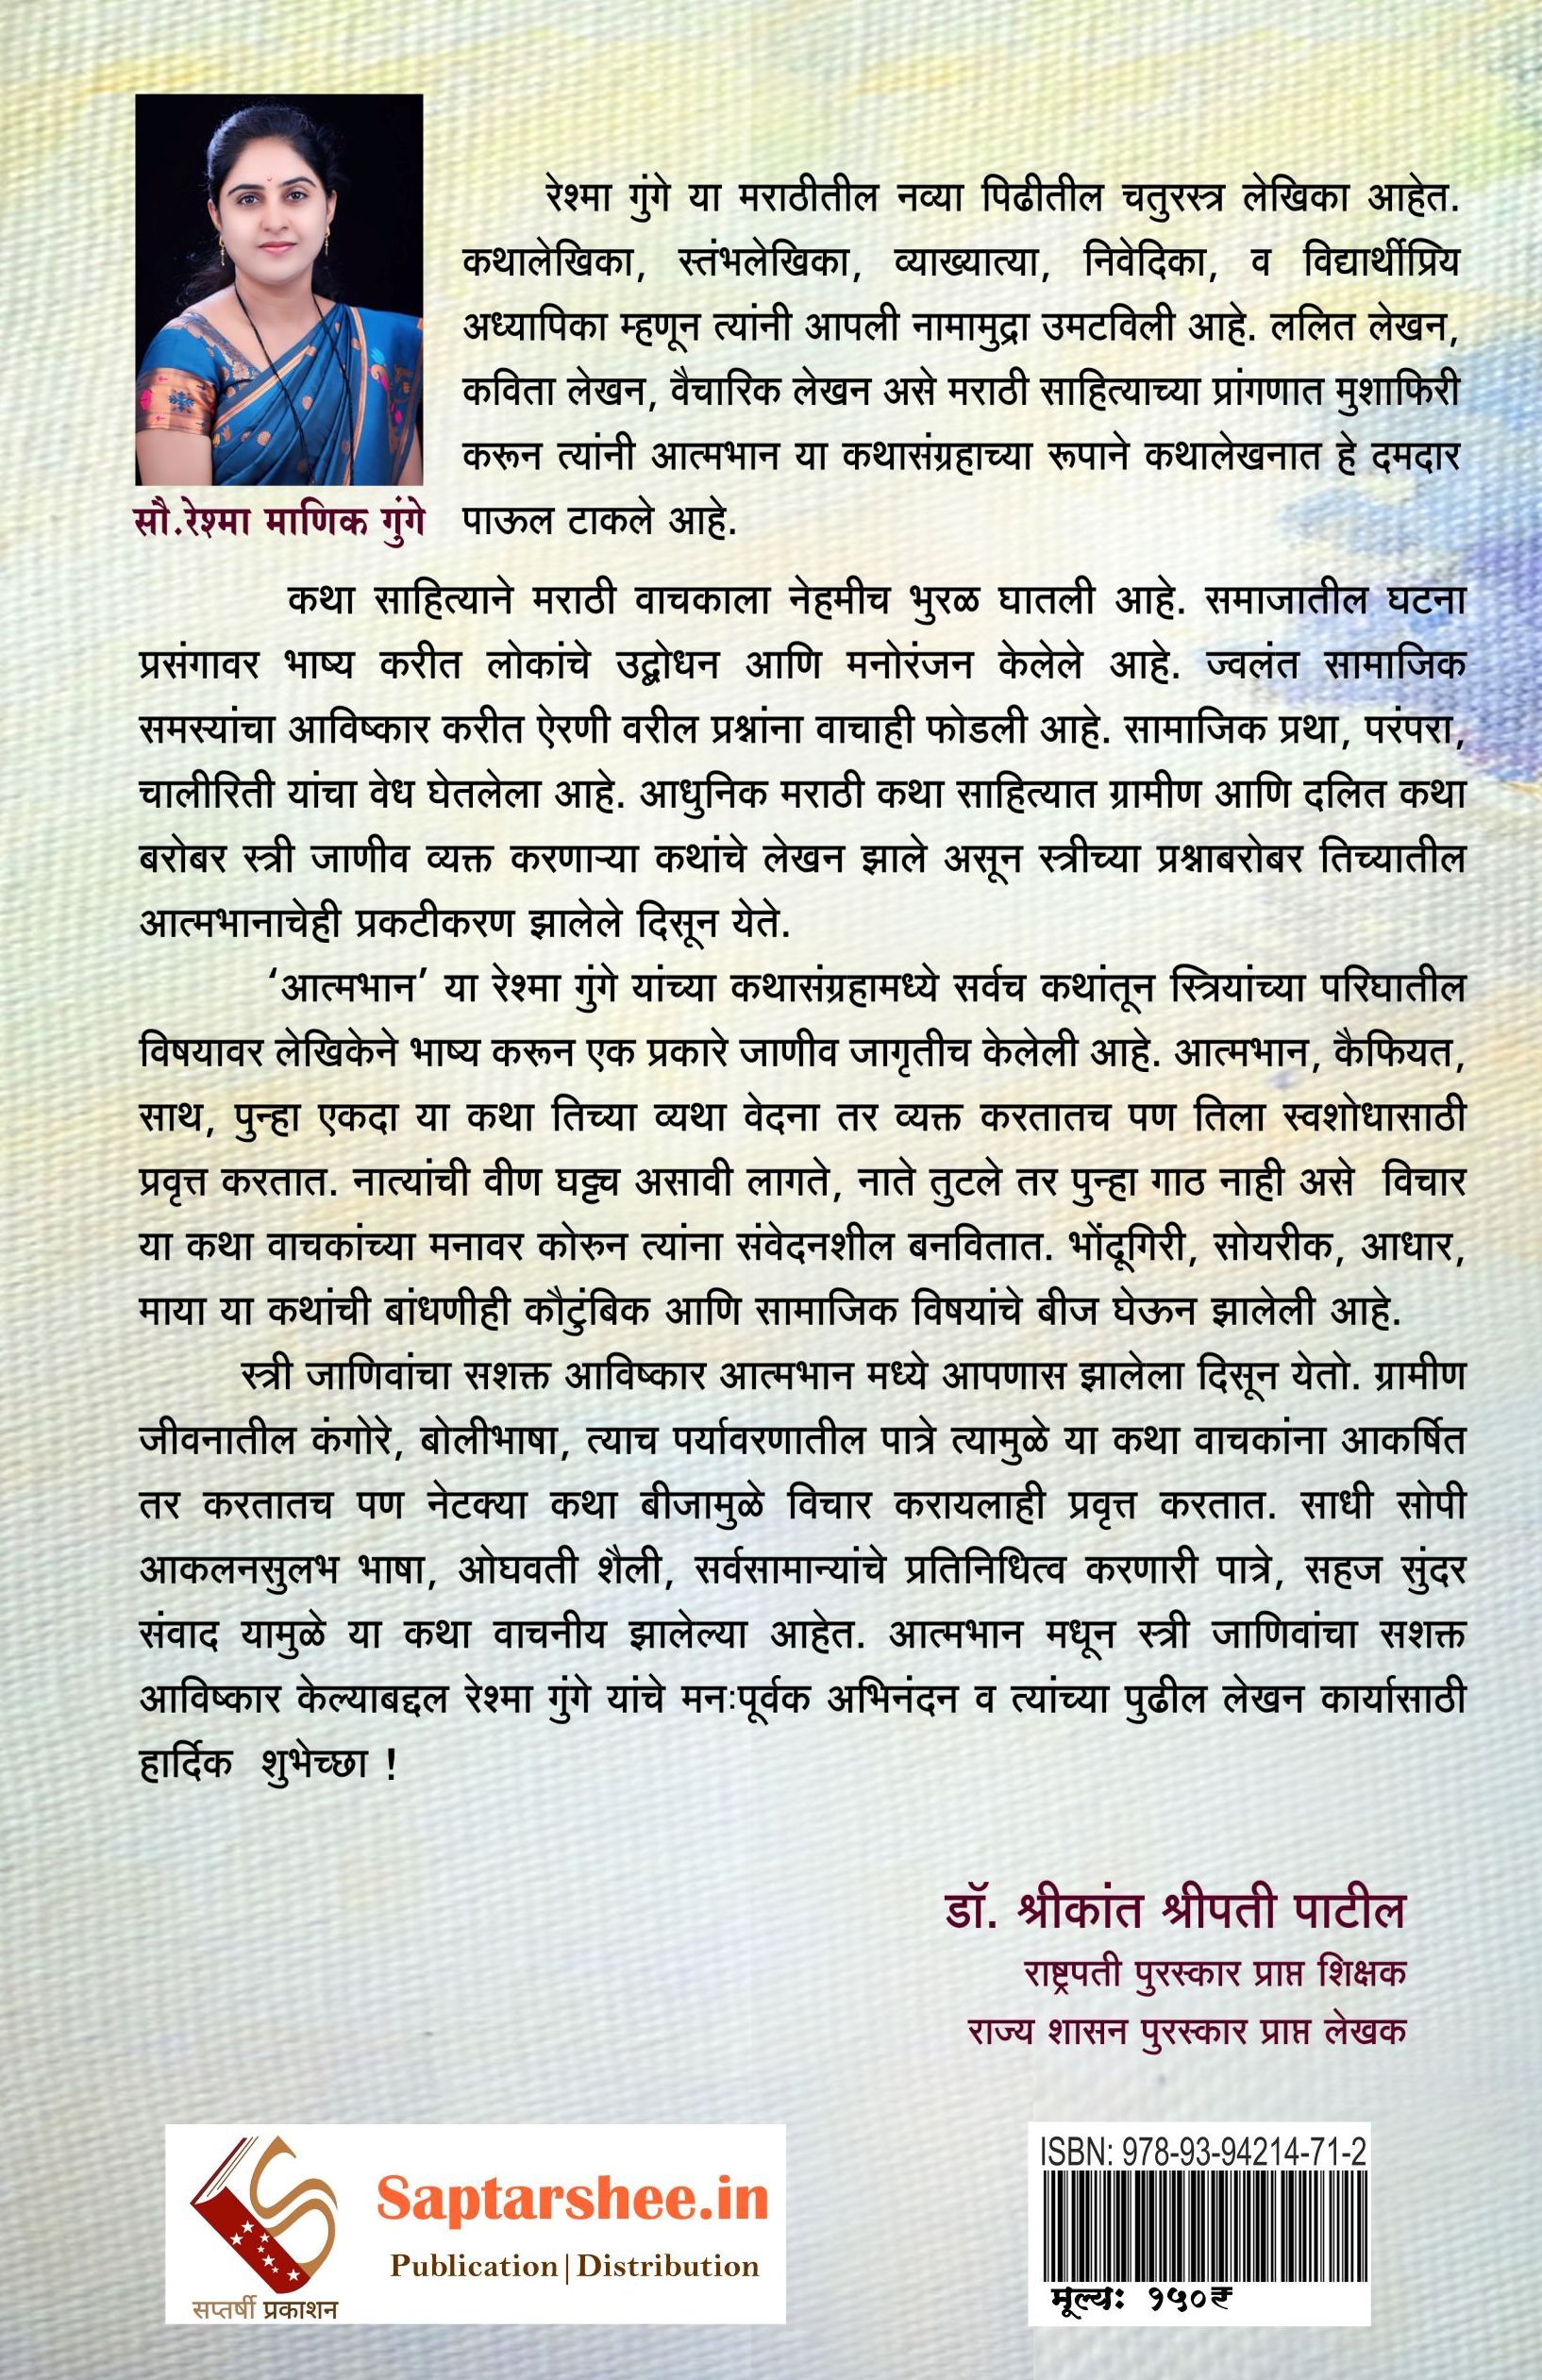 रेश्मा गुंगे या मराठीतील नव्या पिढीतील चतुरस्त्र लेखिका आहेत.
कथालेखिका, स्तंभलेखिका, व्याख्यात्या, निवेदिका, व विद्यार्थीप्रिय
अध्यापिका म्हणून त्यांनी आपली नाममुद्रा उमटविली आहे. ललित लेखन,
कविता लेखन, वैचारिक लेखन असे मराठी साहित्याच्या प्रांगणात मुशाफिरी
करून त्यांनी आत्मभान या कथासंग्रहाच्या रूपाने कथालेखनात हे दमदार
पाऊल टाकले आहे.
सौ.रेश्मा माणिक गुंगे
कथा साहित्याने मराठी वाचकाला नेहमीच भुरळ घातली आहे. समाजातील घटना
प्रसंगावर भाष्य करीत लोकांचे उद्बोधन आणि मनोरंजन केलेले आहे. ज्वलंत सामाजिक
समस्यांचा आविष्कार करीत ऐरणी वरील प्रश्नांना वाचाही फोडली आहे. सामाजिक प्रथा, परंपरा,
चालीरिती यांचा वेध घेतलेला आहे. आधुनिक मराठी कथा साहित्यात ग्रामीण आणि दलित कथा
बरोबर स्त्री जाणीव व्यक्त करणाऱ्या कथांचे लेखन झाले असून स्त्रीच्या प्रश्नाबरोबर तिच्यातील
आत्मभानाचेही प्रकटीकरण झालेले दिसून येते.
‘आत्मभान’ या रेश्मा गुंगे यांच्या कथासंग्रहामध्ये सर्वच कथांतून स्त्रियांच्या परिघातील
विषयावर लेखिकेने भाष्य करून एक प्रकारे जाणीव जागृतीच केलेली आहे. आत्मभान, कैफियत,
साथ, पुन्हा एकदा या कथा तिच्या व्यथा वेदना तर व्यक्त करतातच पण तिला स्वशोधासाठी
प्रवृत्त करतात. नात्यांची वीण घट्टच असावी लागते, नाते तुटले तर पुन्हा गाठ नाही असे विचार
या कथा वाचकांच्या मनावर कोरुन त्यांना संवेदनशील बनवितात. भोंदूगिरी, सोयरीक, आधार,
माया या कथांची बांधणीही कौटुंबिक आणि सामाजिक विषयांचे बीज घेऊन झालेली आहे.
स्त्री जाणिवांचा सशक्त आविष्कार आत्मभान मध्ये आपणास झालेला दिसून येतो. ग्रामीण
जीवनातील कंगोरे, बोलीभाषा, त्याच पर्यावरणातील पात्रे त्यामुळे या कथा वाचकांना आकर्षित
तर करतातच पण नेटक्या कथा बीजामुळे विचार करायलाही प्रवृत्त करतात. साधी सोपी
आकलनसुलभ भाषा, ओघवती शैली, सर्वसामान्यांचे प्रतिनिधित्व करणारी पात्रे, सहज सुंदर
संवाद यामुळे या कथा वाचनीय झालेल्या आहेत. आत्मभान मधून स्त्री जाणिवांचा सशक्त
आविष्कार केल्याबद्दल रेश्मा गुंगे यांचे मनःपूर्वक अभिनंदन व त्यांच्या पुढील लेखन कार्यासाठी
हार्दिक शुभेच्छा !
डॉ. श्रीकांत श्रीपती पाटील
राष्ट्रपती पुरस्कार प्राप्त शिक्षक
राज्य शासन पुरस्कार प्राप्त लेखक
Saptarshee.in
Publication|Distribution
सप्तर्षी प्रकाशन
ISBN: 978-93-94214-71-2
मूल्य: १५०₹